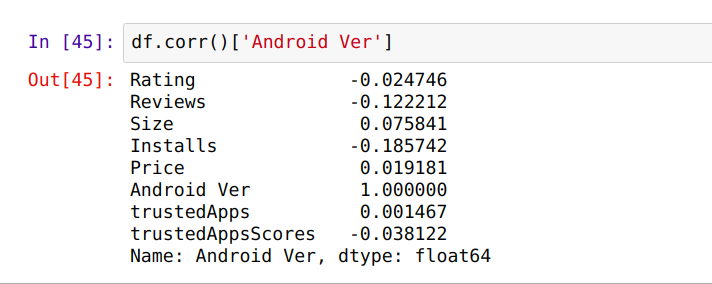 In [45]: df.corr()['Android Ver']
Out[45]: Rating -0.024746
Reviews -0.122212
Size 0.075841
Installs -0.185742
Price 0.019181
Android Ver 1.000000
trustedApps 0.001467
trustedAppsScores -0.038122
Name: Android Ver, dtype: float64